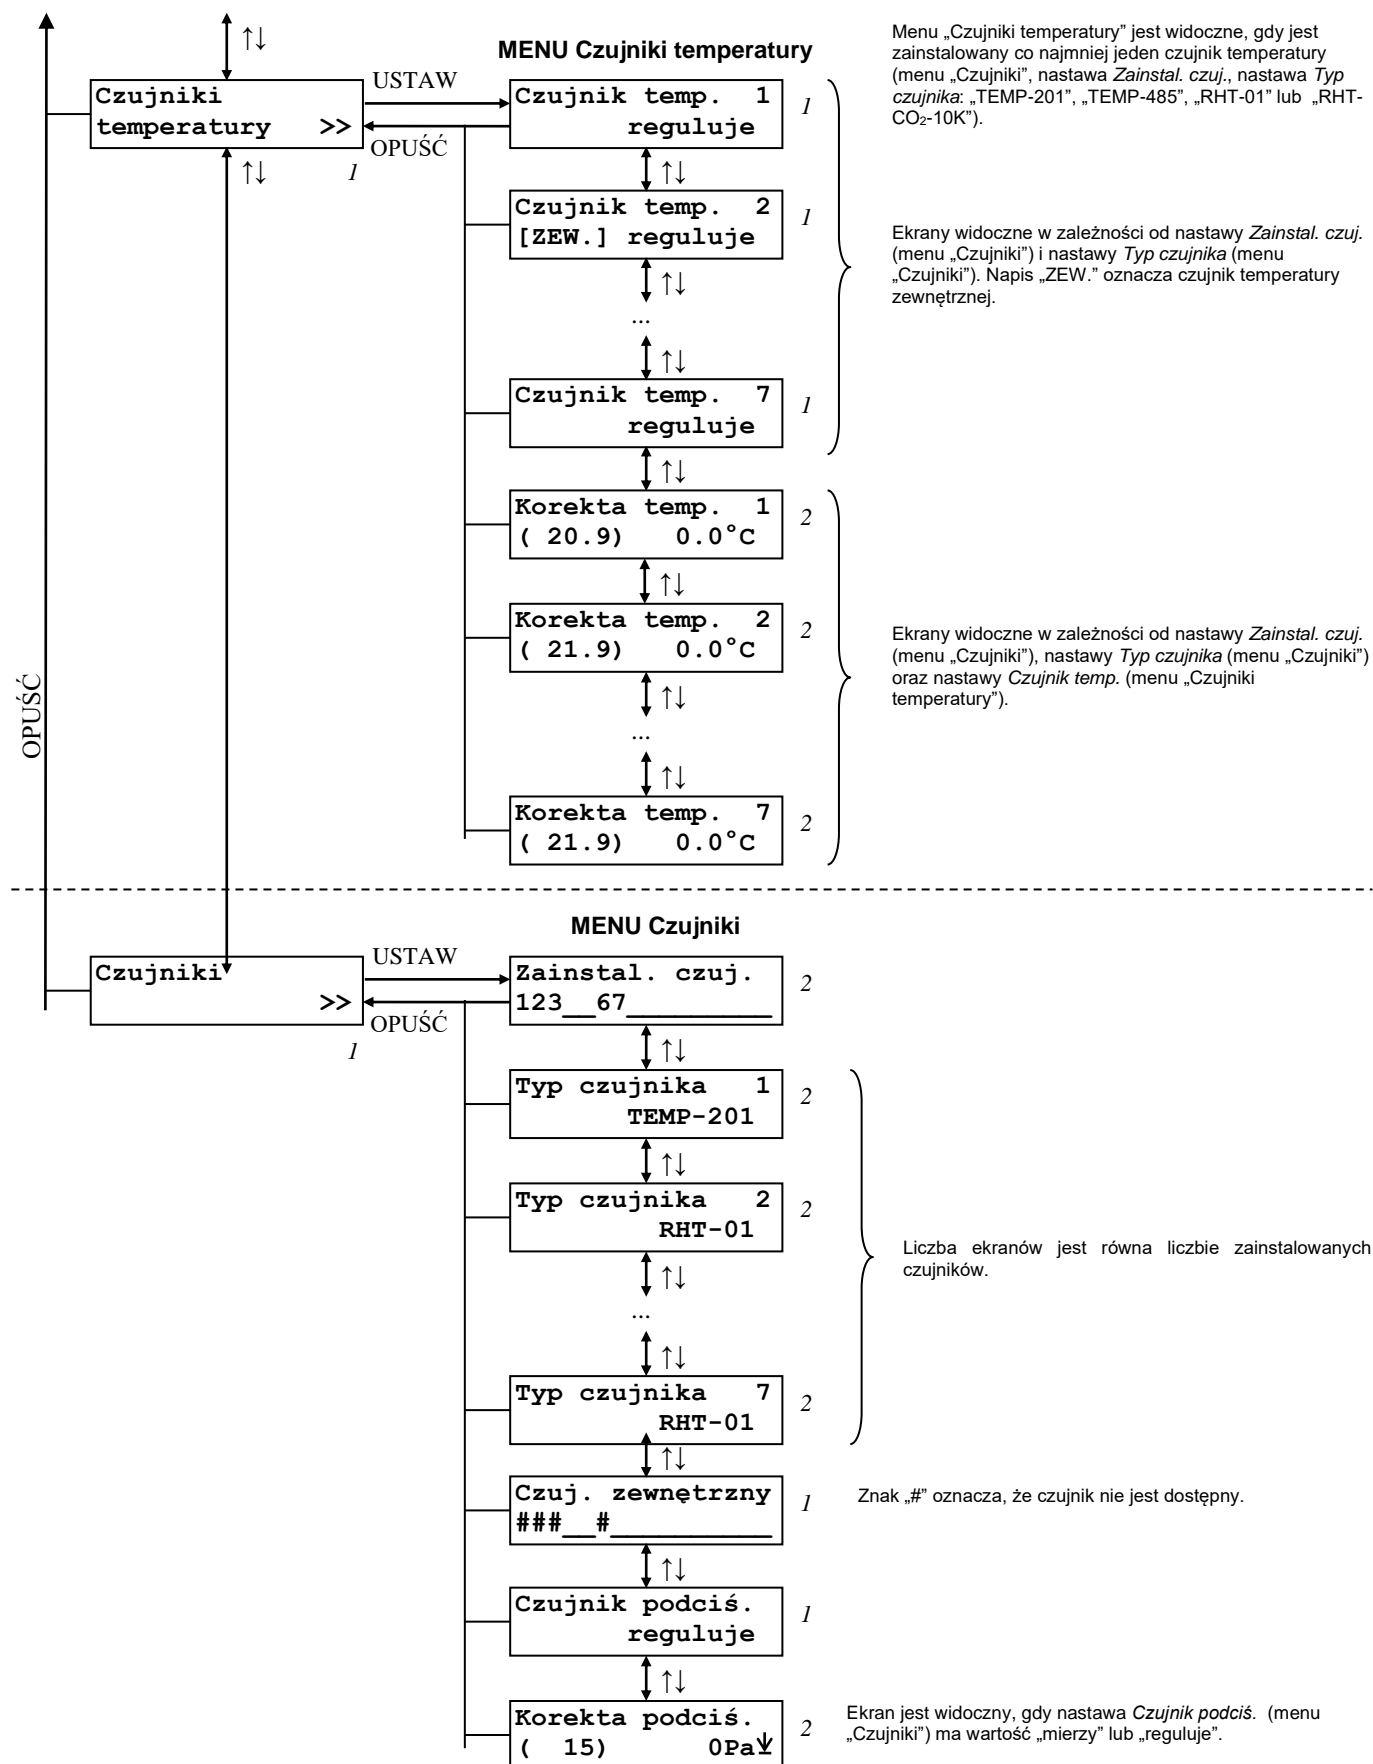 ↑↓
MENU Czujniki temperatury
Menu „Czujniki temperatury” jest widoczne, gdy jest
zainstalowany co najmniej jeden czujnik temperatury
(menu „Czujniki”, nastawa Zainstal. czuj., nastawa Typ
czujnika: „TEMP-201”, „TEMP-485”, „RHT-01” lub „RHT-
CO2-10K”).
Czujniki
temperatury >>
1
USTAW
OPUŚĆ
↑↓
Czujnik temp. 1
reguluje
1
↑↓
Czujnik temp. 2
[ZEW.] reguluje
1
↑↓
...
↑↓
Czujnik temp. 7
reguluje
1
Ekrany widoczne w zależności od nastawy Zainstal. czuj.
(menu „Czujniki”) i nastawy Typ czujnika (menu
„Czujniki”). Napis „ZEW.” oznacza czujnik temperatury
zewnętrznej.
↑↓
Korekta temp. 1
( 20.9) 0.0°C
2
↑↓
Korekta temp. 2
( 21.9) 0.0°C
2
↑↓
...
↑↓
Korekta temp. 7
( 21.9) 0.0°C
2
Ekrany widoczne w zależności od nastawy Zainstal. czuj.
(menu „Czujniki”), nastawy Typ czujnika (menu „Czujniki”)
oraz nastawy Czujnik temp. (menu „Czujniki
temperatury”).
OPUŚĆ
MENU Czujniki
Czujniki
>>
1
USTAW
OPUŚĆ
Zainstal. czuj.
123__67_________
2
↑↓
Typ czujnika 1
TEMP-201
2
↑↓
Typ czujnika 2
RHT-01
2
↑↓
...
↑↓
Typ czujnika 7
RHT-01
2
Liczba ekranów jest równa liczbie zainstalowanych
czujników.
↑↓
Czuj. zewnętrzny
###__#__________
1
Znak „#” oznacza, że czujnik nie jest dostępny.
↑↓
Czujnik podciś.
reguluje
1
↑↓
Korekta podciś.
( 15) 0Pa
2
Ekran jest widoczny, gdy nastawa Czujnik podciś. (menu
„Czujniki”) ma wartość „mierzy” lub „reguluje”.